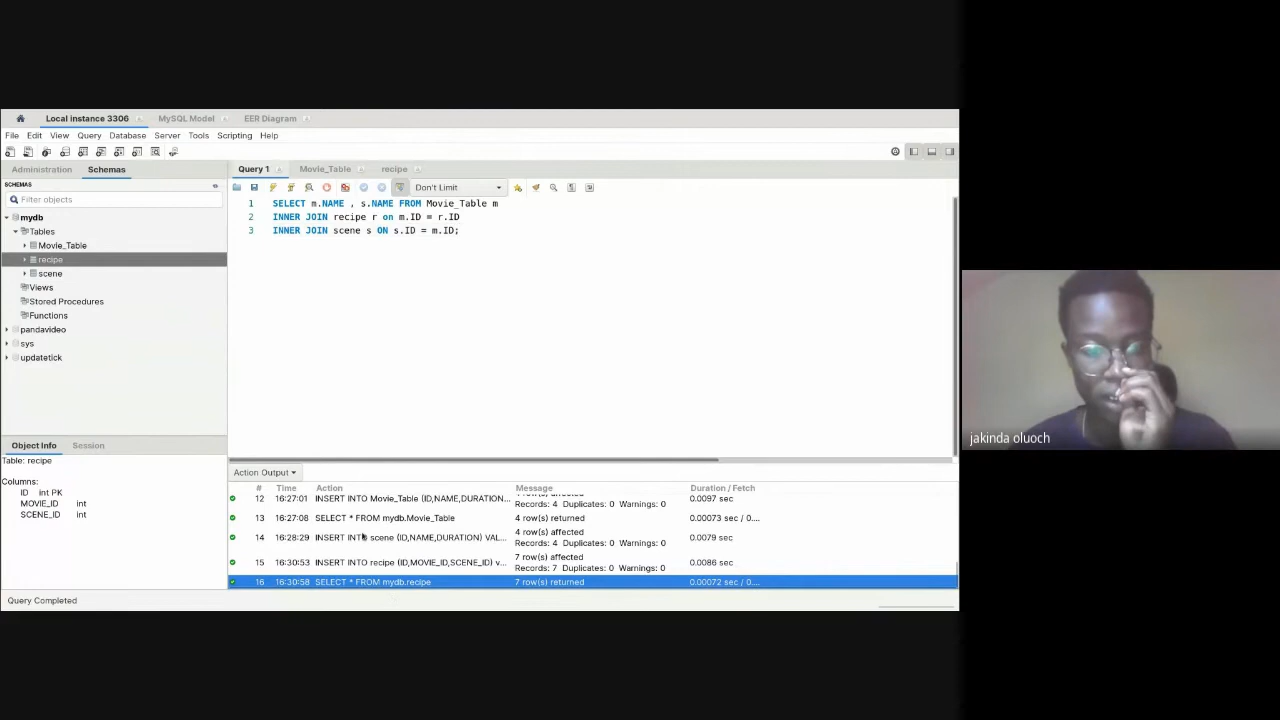 Local instance 3306 MySQL Model EER Diagram
File Edit View Query Database Server Tools Scripting Help
Administration Schemas
Query 1 Movie_Table recipe
SCHEMAS
Don't Limit
Filter objects
1 SELECT m.NAME , s.NAME FROM Movie_Table m
2 INNER JOIN recipe r on m.ID = r.ID
3 INNER JOIN scene s ON s.ID = m.ID;
mydb
Tables
Movie_Table
recipe
scene
Views
Stored Procedures
Functions
pandavideo
sys
updatetick
Object Info Session
Table: recipe
Columns:
ID int PK
MOVIE_ID int
SCENE_ID int
Action Output
# Time Action Message Duration / Fetch
12 16:27:01 INSERT INTO Movie_Table (ID,NAME,DURATION... Records: 4 Duplicates: 0 Warnings: 0 0.0097 sec
13 16:27:08 SELECT * FROM mydb.Movie_Table 4 row(s) returned 0.00073 sec / 0....
14 16:28:29 INSERT INTO scene (ID,NAME,DURATION) VAL... 4 row(s) affected 0.0079 sec
Records: 4 Duplicates: 0 Warnings: 0
15 16:30:53 INSERT INTO recipe (ID,MOVIE_ID,SCENE_ID) v... 7 row(s) affected 0.0086 sec
Records: 7 Duplicates: 0 Warnings: 0
16 16:30:58 SELECT * FROM mydb.recipe 7 row(s) returned 0.00072 sec / 0....
Query Completed
jakinda oluoch